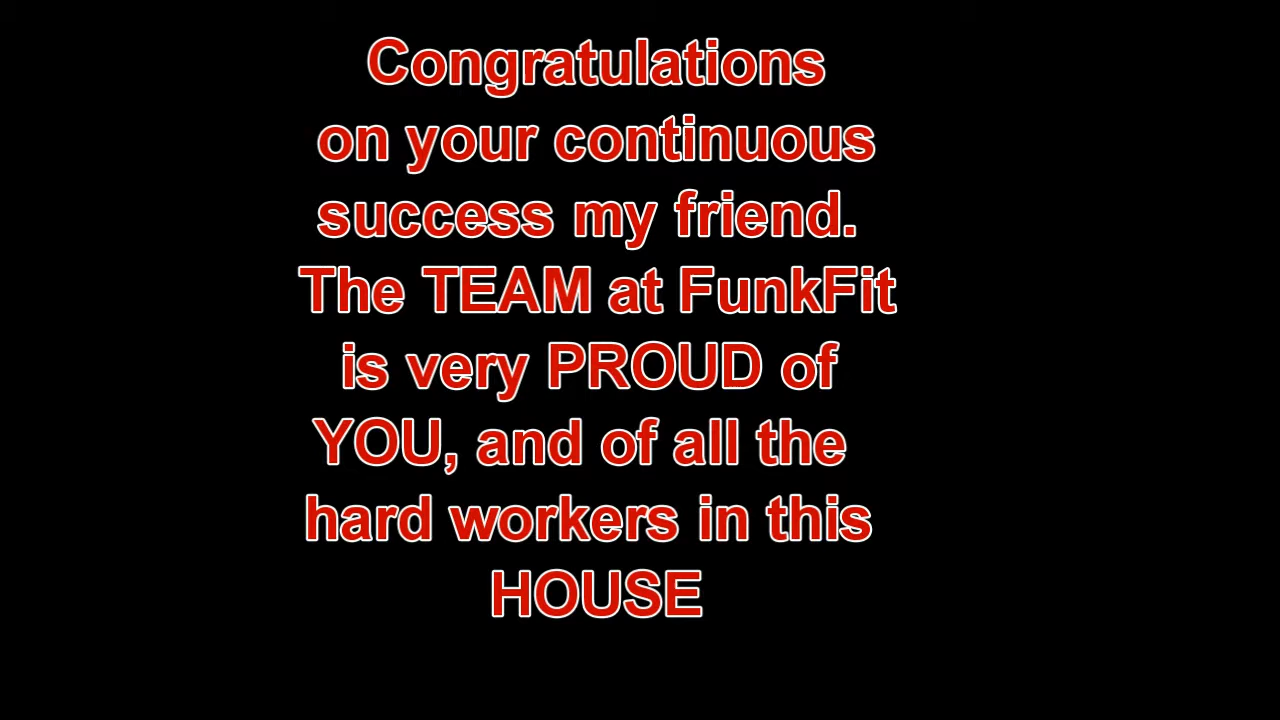 Congratulations
on your continuous
success my friend.
The TEAM at FunkFit
is very PROUD of
YOU, and of all the
hard workers in this
HOUSE